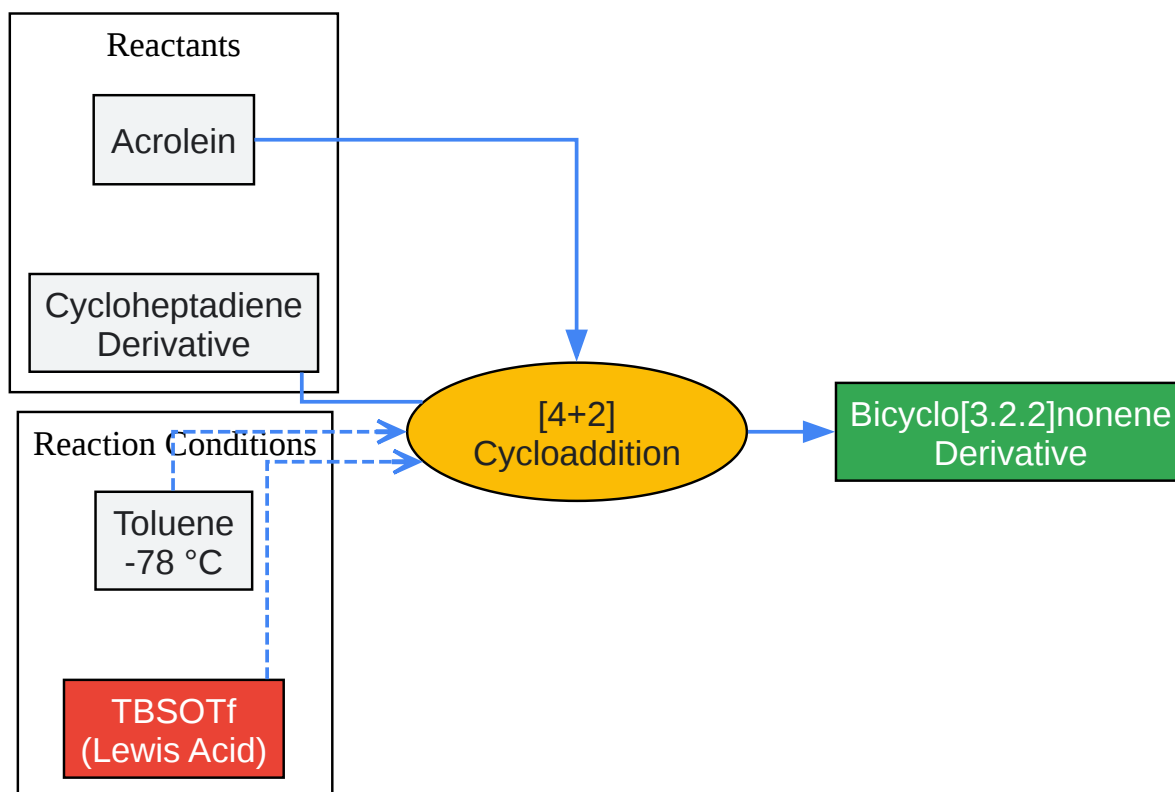 Reactants
Acrolein
Cycloheptadiene
Derivative
Reaction Conditions
Toluene
-78 °C
TBSOTf
(Lewis Acid)
[4+2]
Cycloaddition
Bicyclo[3.2.2]nonene
Derivative